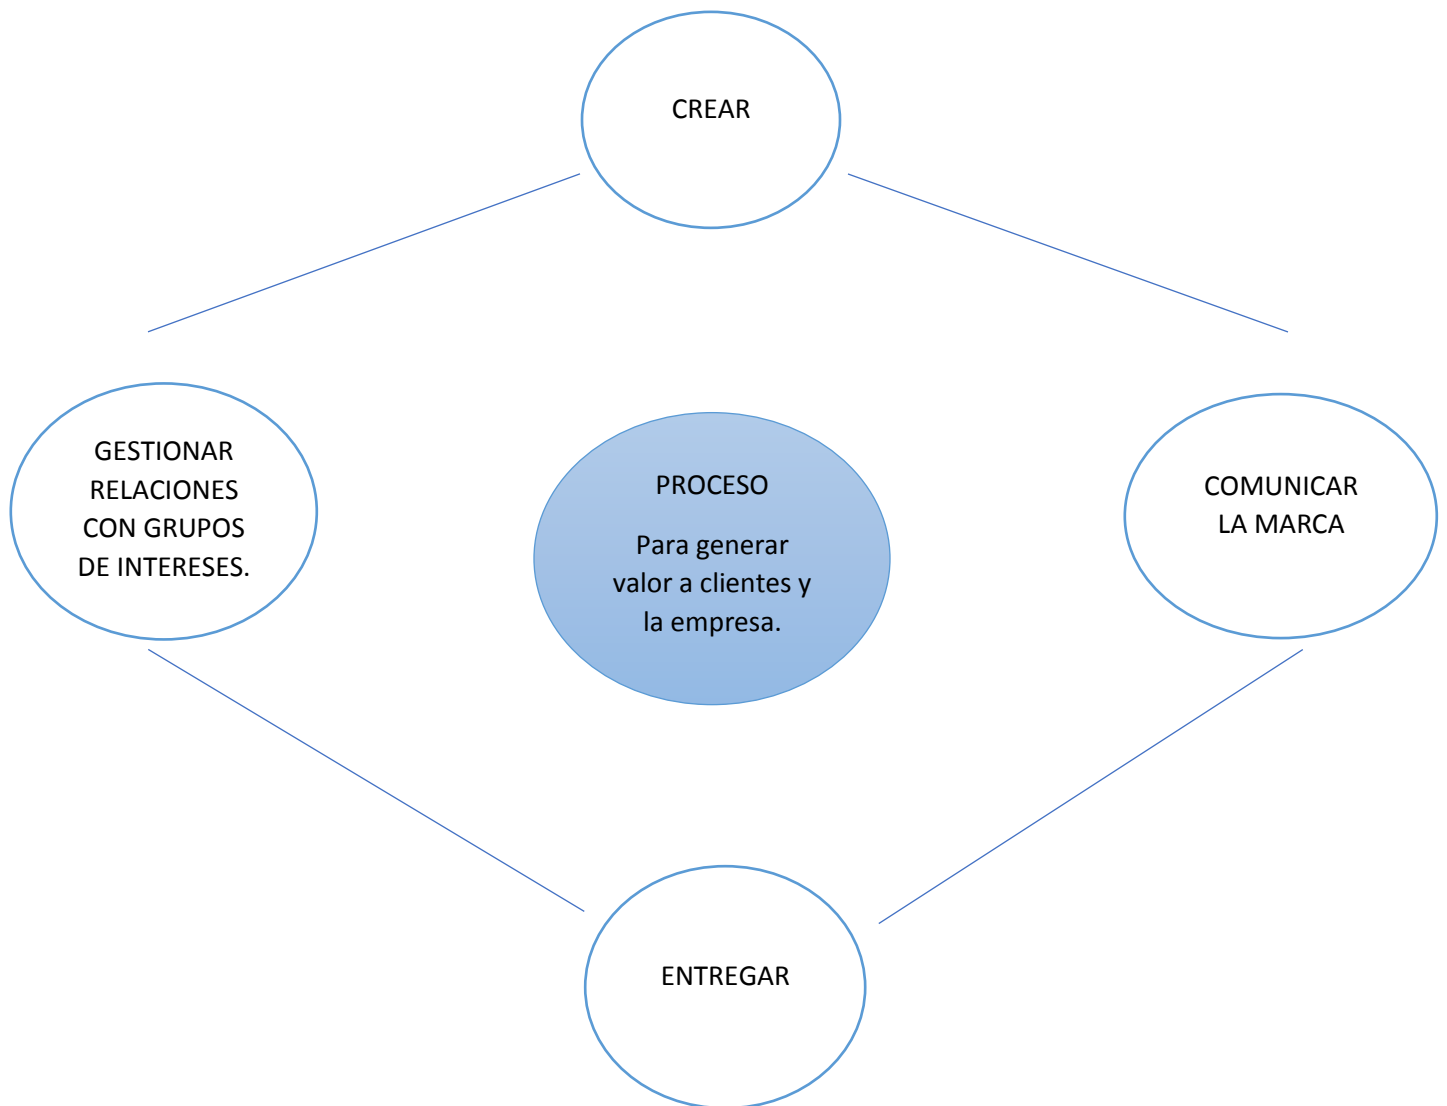 CREAR
GESTIONAR
RELACIONES
CON GRUPOS
DE INTERESES.
PROCESO
Para generar
valor a clientes y
la empresa.
COMUNICAR
LA MARCA
ENTREGAR